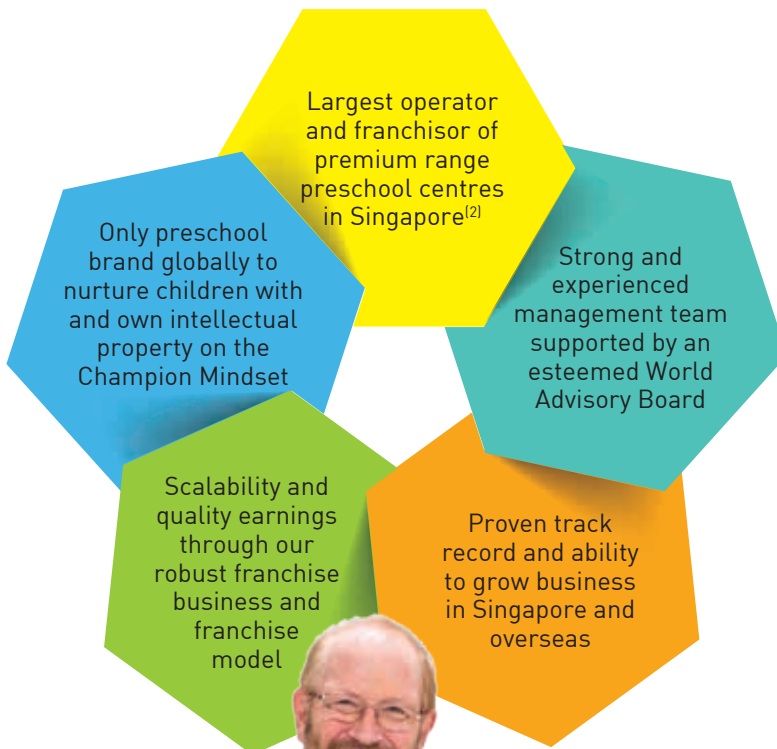 Largest operator
and franchisor of
premium range
preschool centres
in Singapore(2)
Strong and
experienced
management team
supported by an
esteemed World
Advisory Board
Proven track
record and ability
to grow business
in Singapore and
overseas
Scalability and
quality earnings
through our
robust franchise
business and
franchise
model
Only preschool
brand globally to
nurture children with
and own intellectual
property on the
Champion Mindset